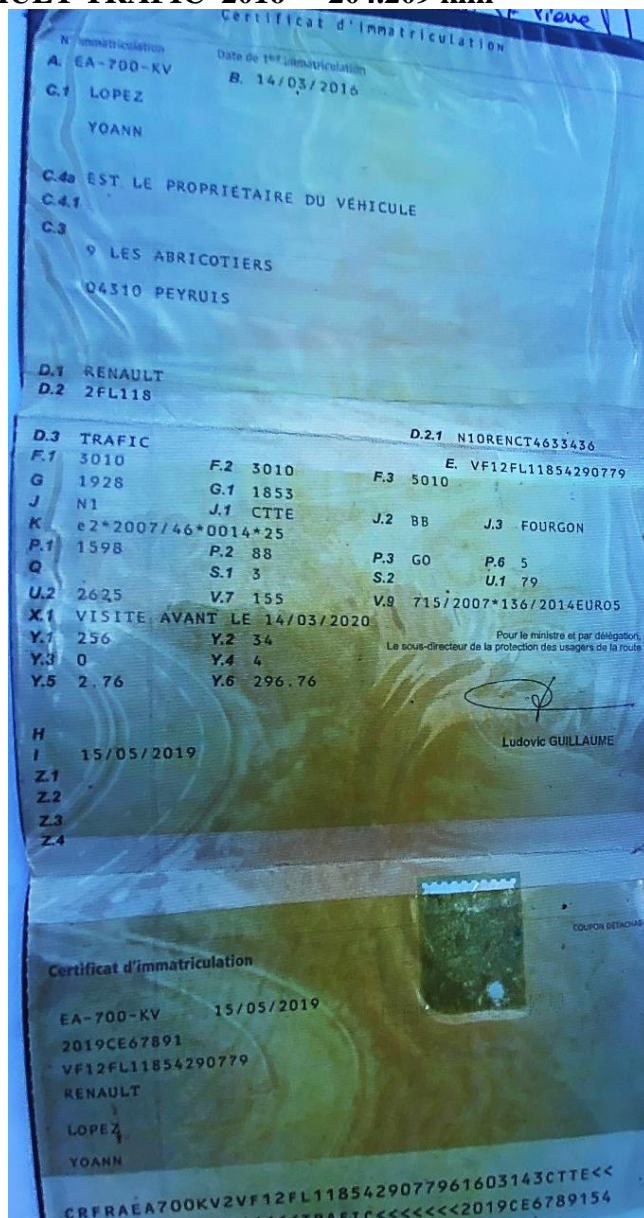 Certificat d'immatriculation
N° immatriculation Date de 1ère immatriculation
A. EA-700-KV B. 14/03/2016
C.1 LOPEZ
YOANN
C.4a EST LE PROPRIÉTAIRE DU VÉHICULE
C.4.1
C.3
9 LES ABRICOTIERS
04310 PEYRUIS
D.1 RENAULT
D.2 2FL118
D.2.1 N10RENCT4633436
D.3 TRAFIC E. VF12FL11854290779
F.1 3010 F.2 3010 F.3 5010
G 1928 G.1 1853
J N1 J.1 CTTE J.2 BB J.3 FOURGON
K e2*2007/46*0014*25
P.1 1598 P.2 88 P.3 GO P.6 5
Q S.1 3 S.2 U.1 79
U.2 2625 V.7 155 V.9 715/2007*136/2014EURO5
X.1 VISITE AVANT LE 14/03/2020
Y.1 256 Y.2 34
Pour le ministre et par délégation,
Le sous-directeur de la protection des usagers de la route
Y.3 0 Y.4 4
Y.5 2.76 Y.6 296.76
Ludovic GUILLAUME
H
I 15/05/2019
Z.1
Z.2
Z.3
Z.4
COUPON DÉTACHAB
Certificat d'immatriculation
EA-700-KV 15/05/2019
2019CE67891
VF12FL11854290779
RENAULT
LOPEZ
YOANN
CRFRAEA700KV2VF12FL118542907796160314​3CTTE<<
TRAFIC<<<<<<<2019CE6789154